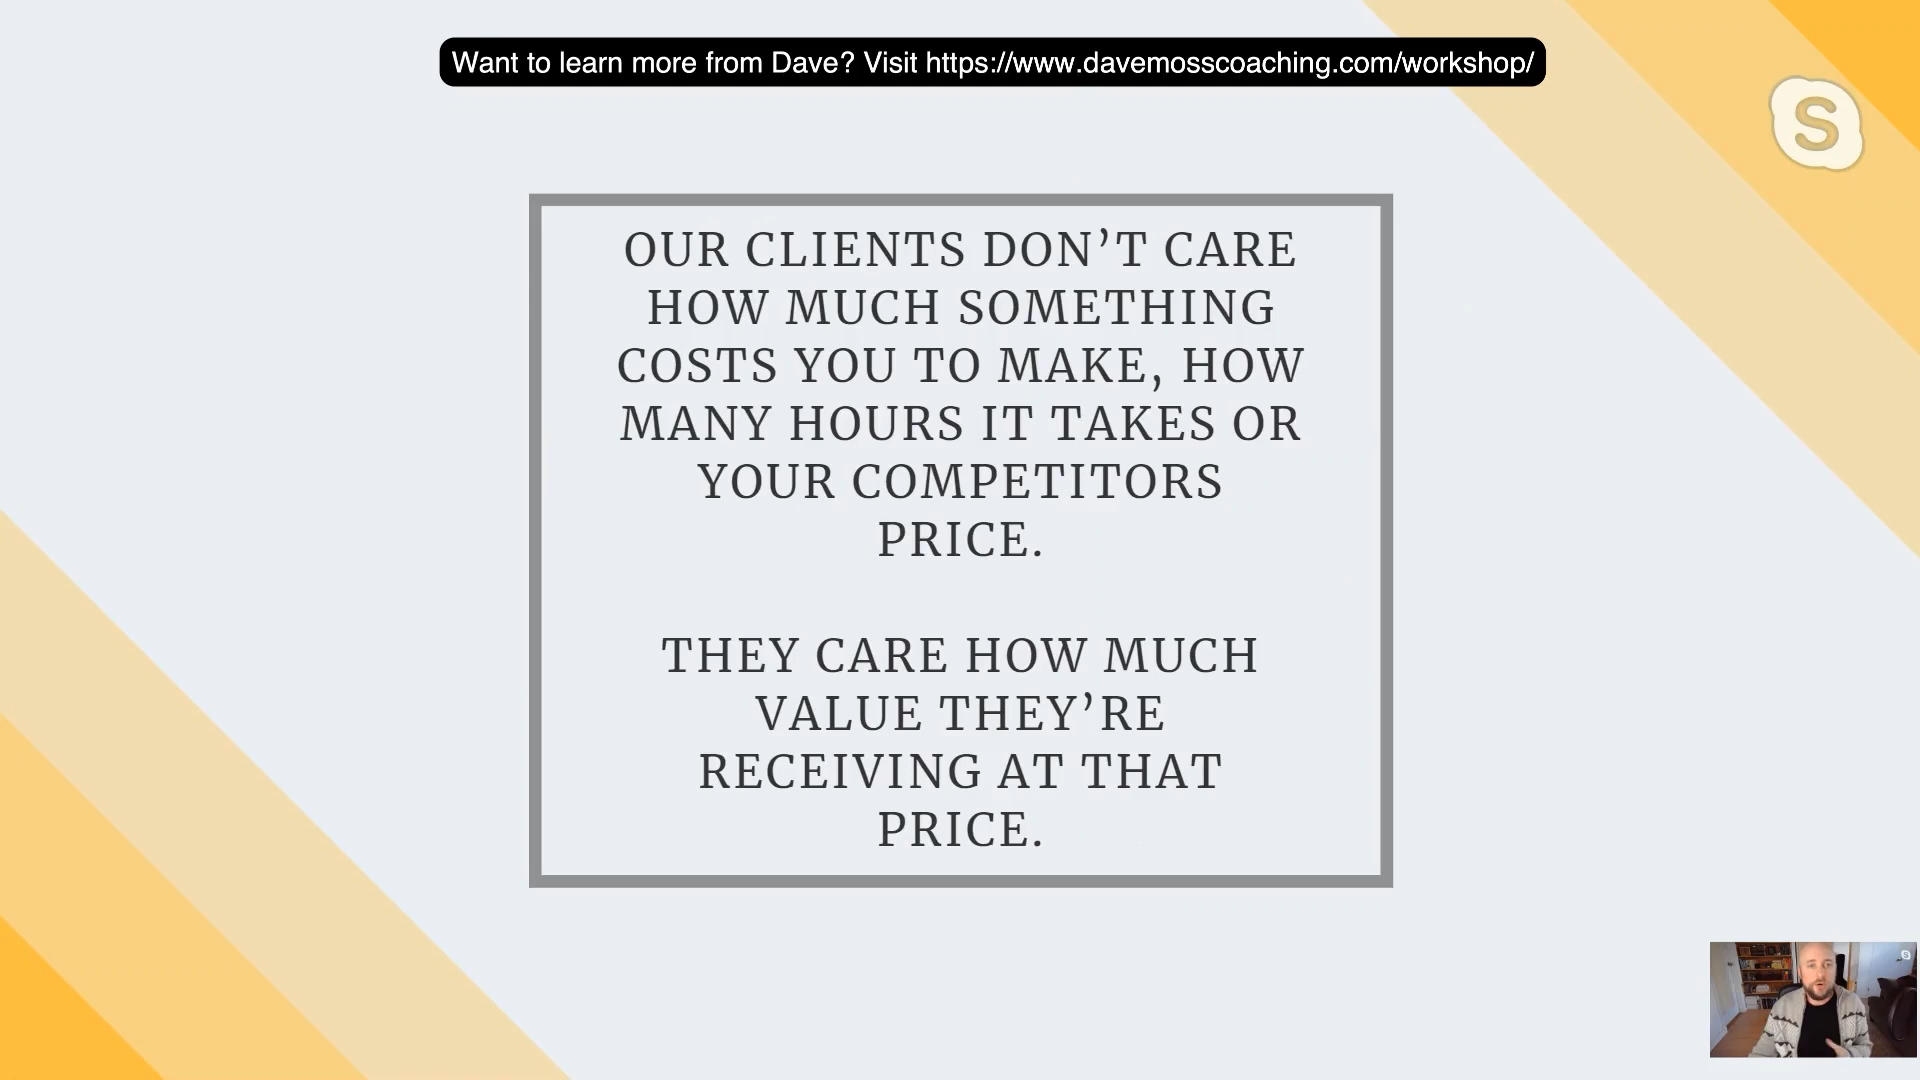 Want to learn more from Dave? Visit https://www.davemosscoaching.com/workshop/
S
OUR CLIENTS DON’T CARE
HOW MUCH SOMETHING
COSTS YOU TO MAKE, HOW
MANY HOURS IT TAKES OR
YOUR COMPETITORS
PRICE.
THEY CARE HOW MUCH
VALUE THEY’RE
RECEIVING AT THAT
PRICE.